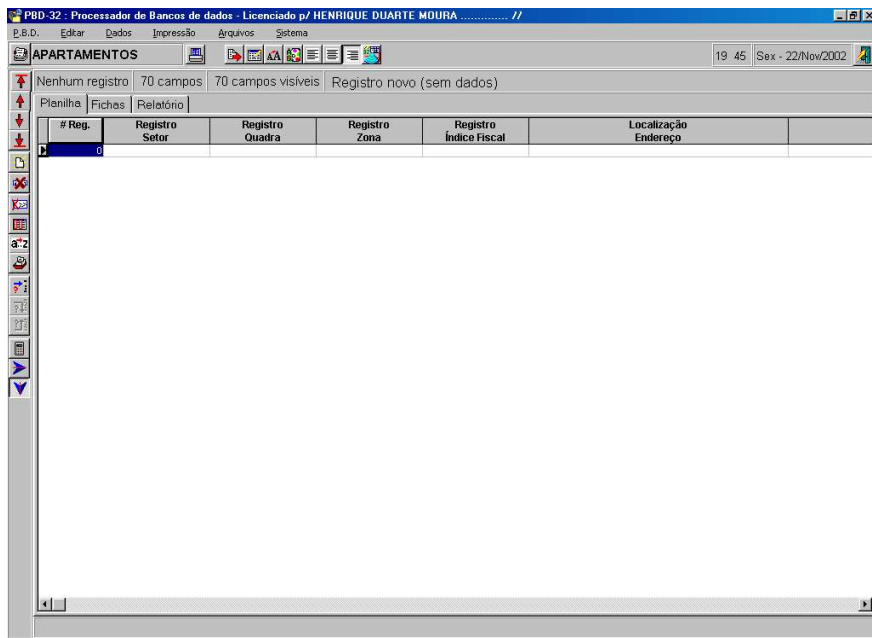 PBD-32 : Processador de Bancos de dados - Licenciado p/ HENRIQUE DUARTE MOURA .............. //
P.B.D. Editar Dados Impressão Arquivos Sistema
APARTAMENTOS 19 45 Sex - 22/Nov/2002
Nenhum registro 70 campos 70 campos visíveis Registro novo (sem dados)
Planilha Fichas Relatório
# Reg. Registro Registro Registro Registro Localização
Setor Quadra Zona Índice Fiscal Endereço
0
a..z